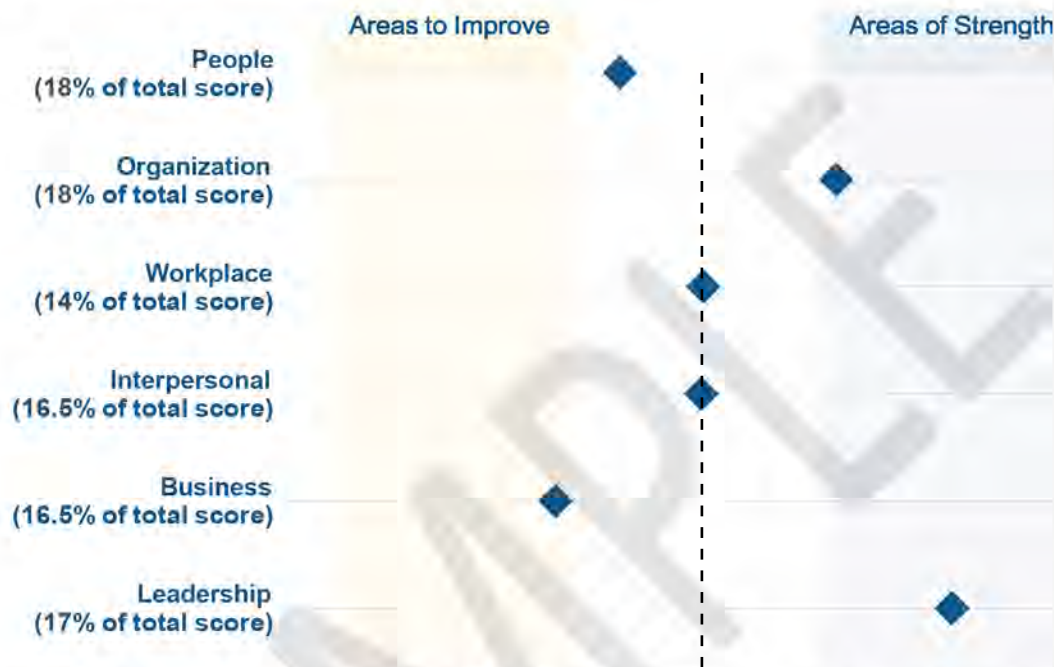 Areas to Improve
Areas of Strength
People
(18% of total score)
Organization
(18% of total score)
Workplace
(14% of total score)
Interpersonal
(16.5% of total score)
Business
(16.5% of total score)
Leadership
(17% of total score)
MPLE